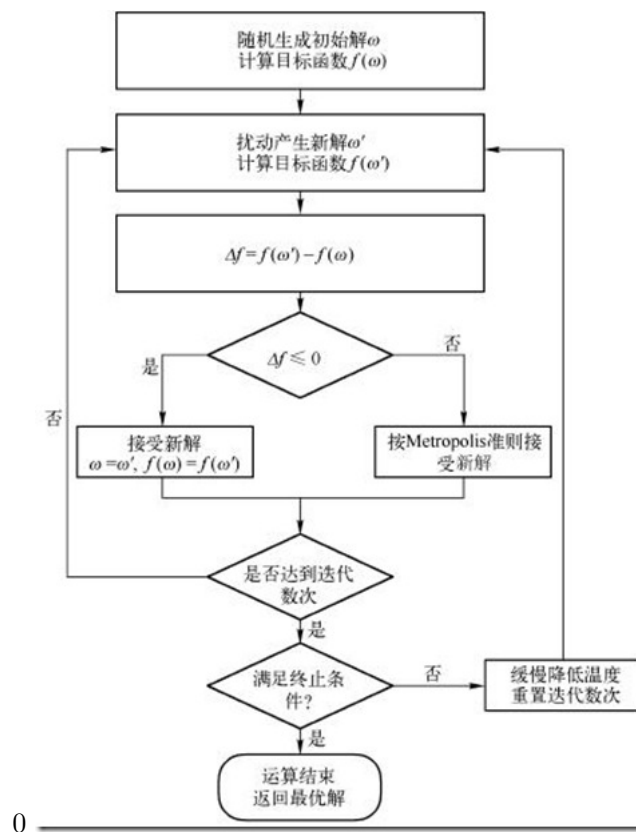 随机生成初始解ω
计算目标函数f(ω)
扰动产生新解ω′
计算目标函数f(ω′)
Δf=f(ω′)−f(ω)
Δf≤0
是
否
否
接受新解
ω=ω′, f(ω)=f(ω′)
按Metropolis准则接
受新解
是否达到迭代
数次
是
满足终止条
件?
否
缓慢降低温度
重置迭代数次
是
运算结束
返回最优解
0